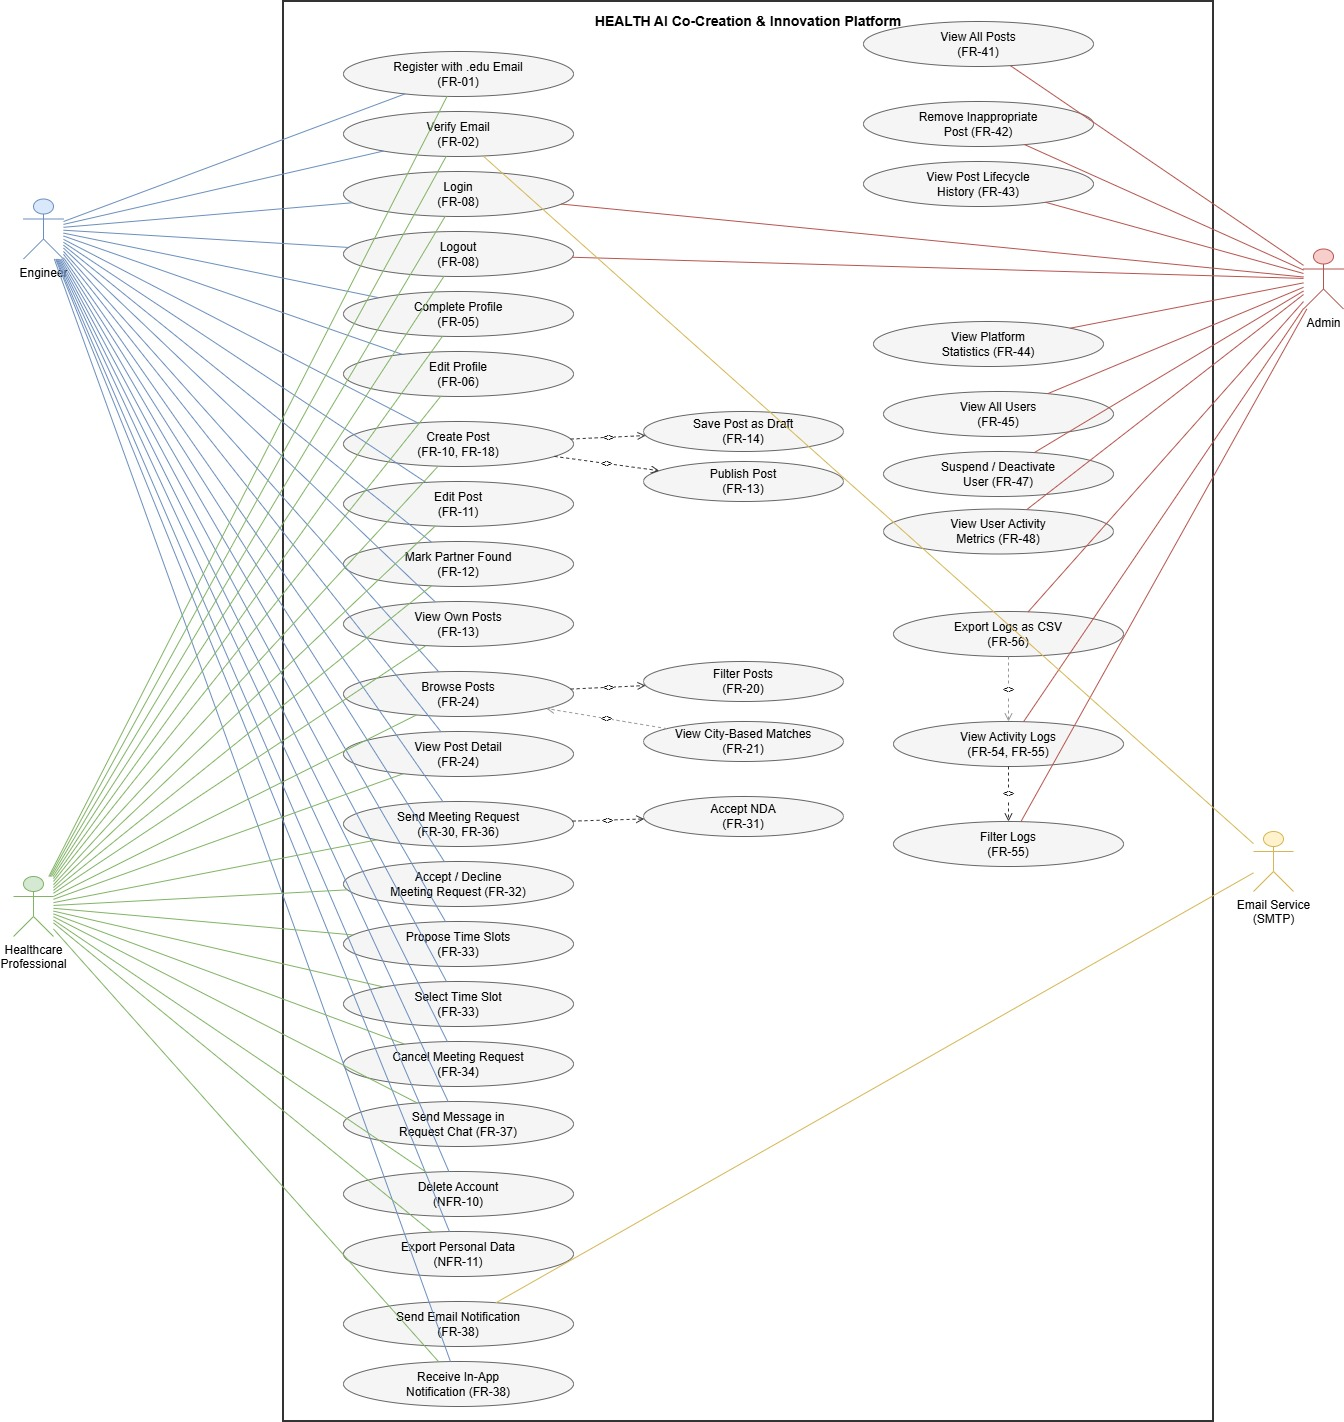 HEALTH AI Co-Creation & Innovation Platform
Register with .edu Email
(FR-01)
Verify Email
(FR-02)
Login
(FR-08)
Logout
(FR-08)
Complete Profile
(FR-05)
Edit Profile
(FR-06)
Create Post
(FR-10, FR-18)
Edit Post
(FR-11)
Mark Partner Found
(FR-12)
View Own Posts
(FR-13)
Browse Posts
(FR-24)
View Post Detail
(FR-24)
Send Meeting Request
(FR-30, FR-36)
Accept / Decline
Meeting Request (FR-32)
Propose Time Slots
(FR-33)
Select Time Slot
(FR-33)
Cancel Meeting Request
(FR-34)
Send Message in
Request Chat (FR-37)
Delete Account
(NFR-10)
Export Personal Data
(NFR-11)
Send Email Notification
(FR-38)
Receive In-App
Notification (FR-38)
<>
Save Post as Draft
(FR-14)
<>
Publish Post
(FR-13)
<>
Filter Posts
(FR-20)
<>
View City-Based Matches
(FR-21)
<>
Accept NDA
(FR-31)
View All Posts
(FR-41)
Remove Inappropriate
Post (FR-42)
View Post Lifecycle
History (FR-43)
View Platform
Statistics (FR-44)
View All Users
(FR-45)
Suspend / Deactivate
User (FR-47)
View User Activity
Metrics (FR-48)
Export Logs as CSV
(FR-56)
<>
View Activity Logs
(FR-54, FR-55)
<>
Filter Logs
(FR-55)
Engineer
Healthcare
Professional
Admin
Email Service
(SMTP)